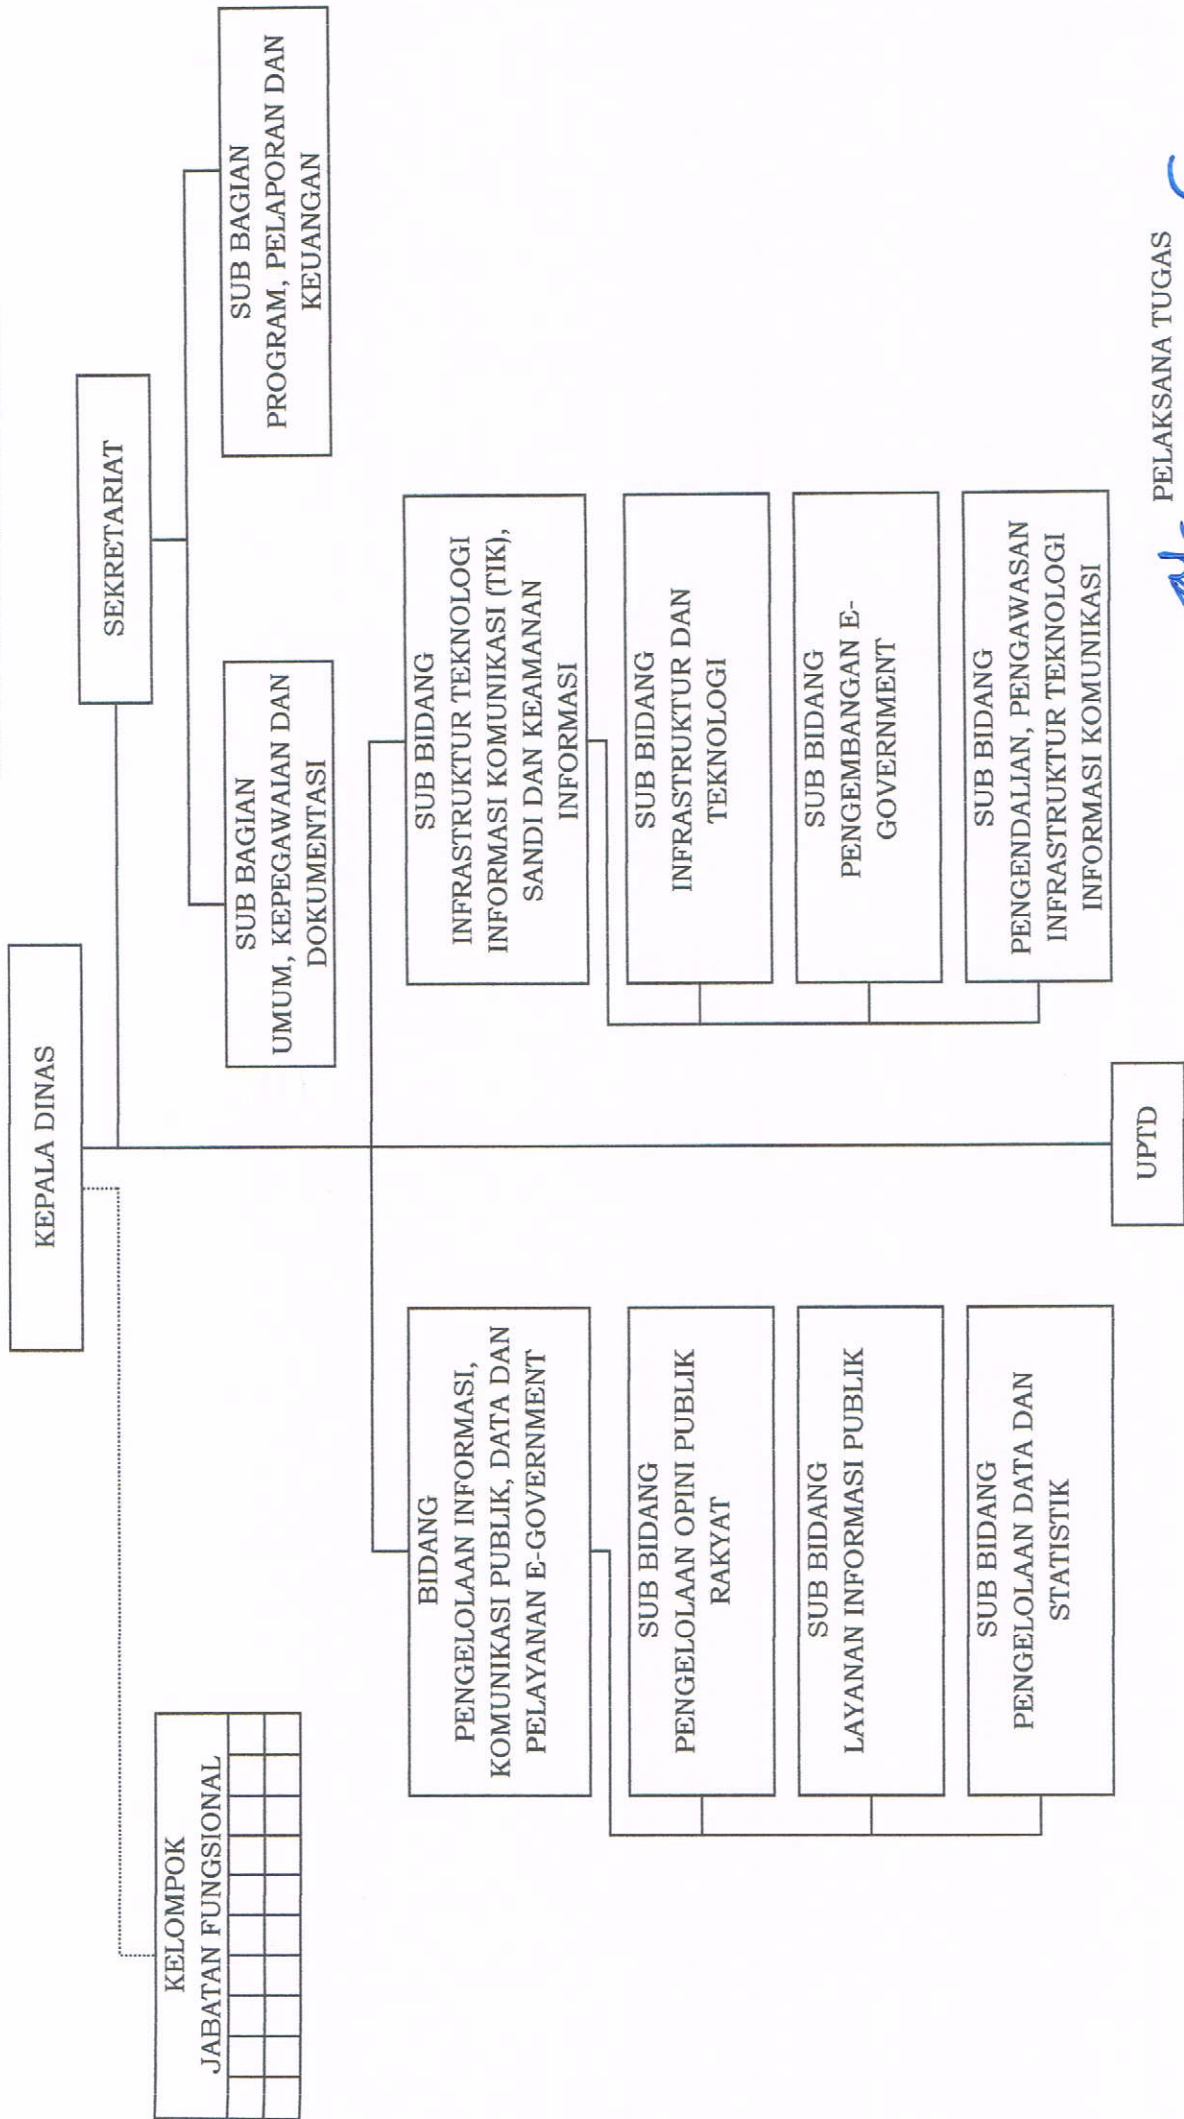 KEPALA DINAS
SEKRETARIAT
KELOMPOK
JABATAN FUNGSIONAL
SUB BAGIAN
UMUM, KEPEGAWAIAN DAN
DOKUMENTASI
SUB BAGIAN
PROGRAM, PELAPORAN DAN
KEUANGAN
BIDANG
PENGELOLAAN INFORMASI,
KOMUNIKASI PUBLIK, DATA DAN
PELAYANAN E-GOVERNMENT
SUB BIDANG
PENGELOLAAN OPINI PUBLIK
RAKYAT
SUB BIDANG
LAYANAN INFORMASI PUBLIK
SUB BIDANG
PENGELOLAAN DATA DAN
STATISTIK
SUB BIDANG
INFRASTRUKTUR TEKNOLOGI
INFORMASI KOMUNIKASI (TIK),
SANDI DAN KEAMANAN
INFORMASI
SUB BIDANG
INFRASTRUKTUR DAN
TEKNOLOGI
SUB BIDANG
PENGEMBANGAN E-
GOVERNMENT
SUB BIDANG
PENGENDALIAN, PENGAWASAN
INFRASTRUKTUR TEKNOLOGI
INFORMASI KOMUNIKASI
UPTD
PELAKSANA TUGAS